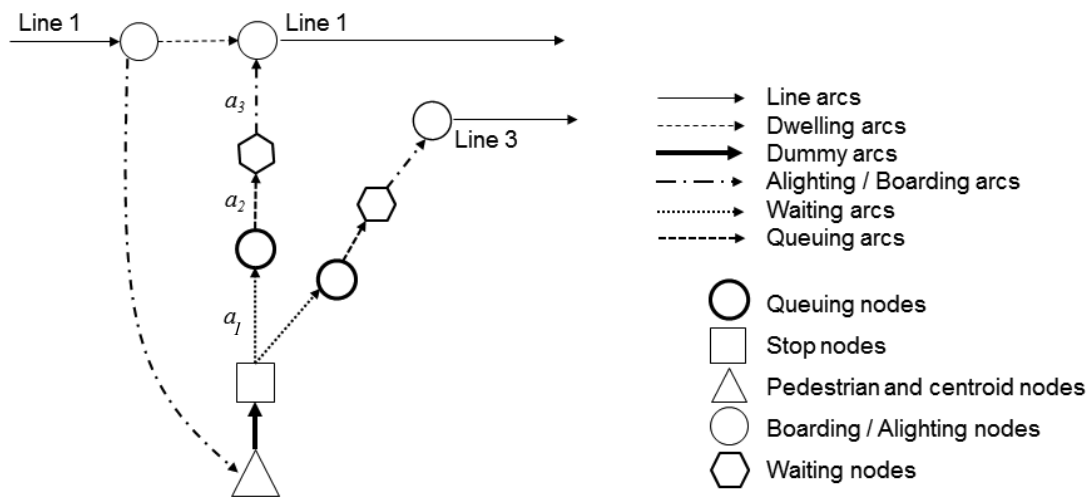 Line 1
Line 1
a3
Line 3
a2
a1
Line arcs
Dwelling arcs
Dummy arcs
Alighting / Boarding arcs
Waiting arcs
Queuing arcs
Queuing nodes
Stop nodes
Pedestrian and centroid nodes
Boarding / Alighting nodes
Waiting nodes